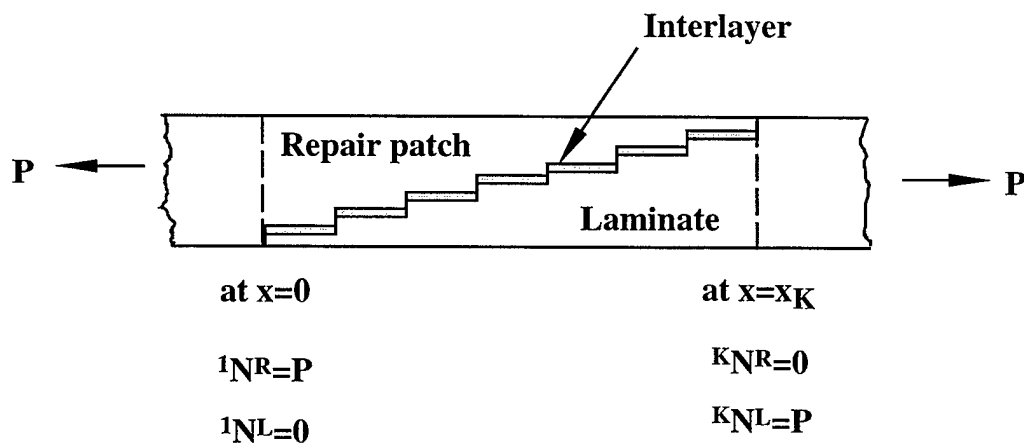 Interlayer
Repair patch
P
P
Laminate
at x=0
at x=xK
¹Nᴿ=P
ᴷNᴿ=0
¹Nᴸ=0
ᴷNᴸ=P